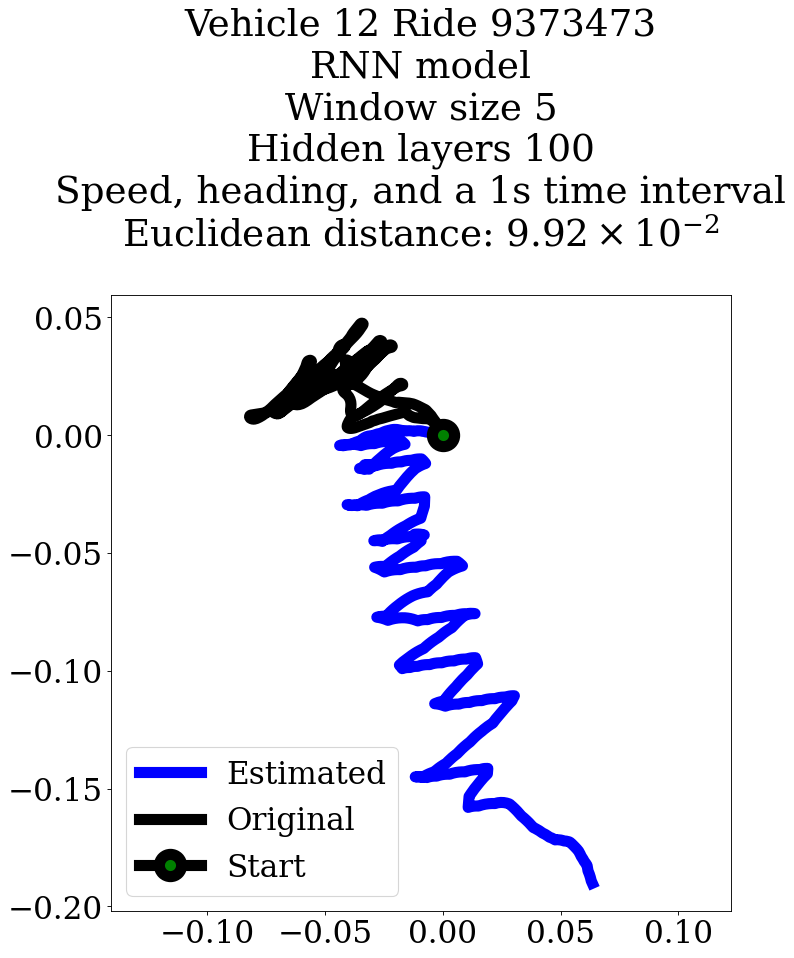 Vehicle 12 Ride 9373473
RNN model
Window size 5
Hidden layers 100
Speed, heading, and a 1s time interval
Euclidean distance: 9.92 × 10⁻²
0.05
0.00
−0.05
−0.10
−0.15
−0.20
Estimated
Original
Start
−0.10 −0.05 0.00 0.05 0.10